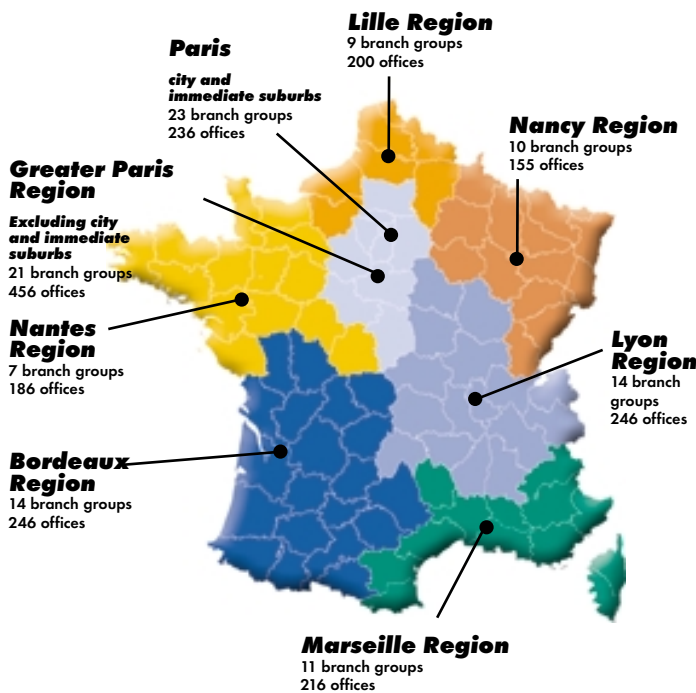 Lille Region
9 branch groups
200 offices
Paris
city and
immediate suburbs
23 branch groups
236 offices
Nancy Region
10 branch groups
155 offices
Greater Paris
Region
Excluding city
and immediate
suburbs
21 branch groups
456 offices
Nantes
Region
7 branch groups
186 offices
Lyon
Region
14 branch
groups
246 offices
Bordeaux
Region
14 branch groups
246 offices
Marseille Region
11 branch groups
216 offices